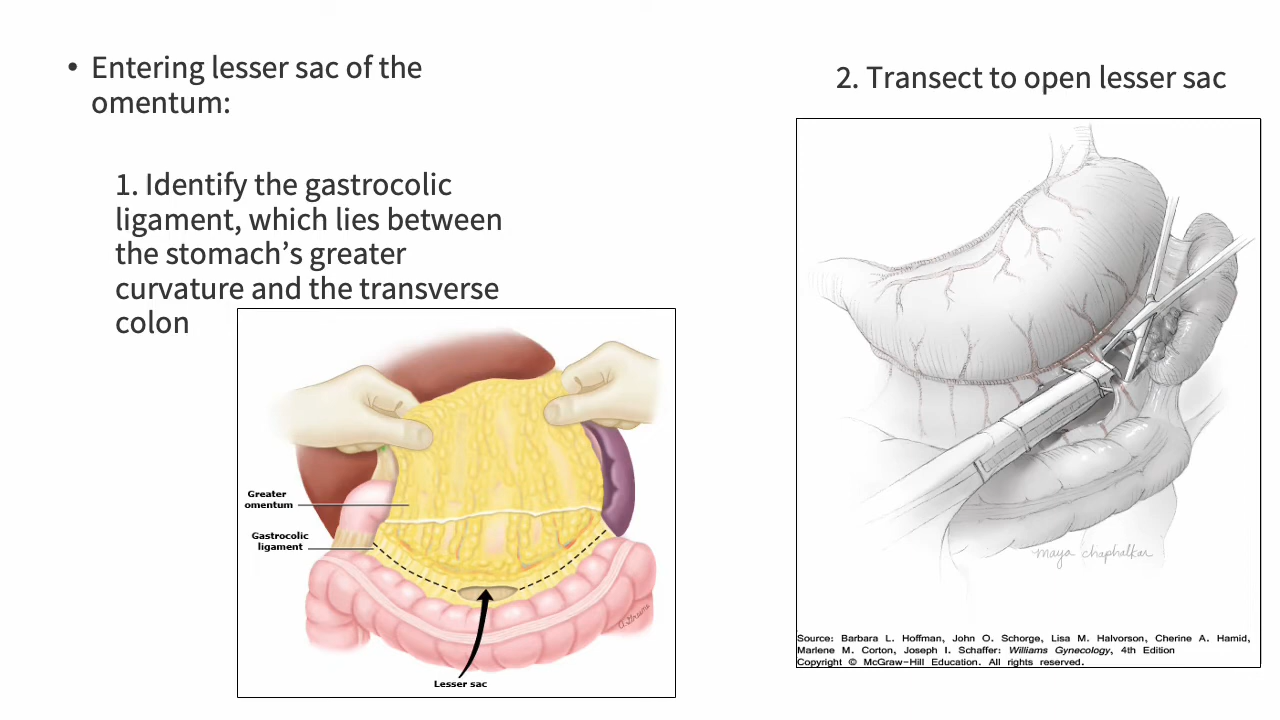 • Entering lesser sac of the
omentum:
1. Identify the gastrocolic
ligament, which lies between
the stomach’s greater
curvature and the transverse
colon
Greater
omentum
Gastrocolic
ligament
Lesser sac
2. Transect to open lesser sac
maya chaphalkar
Source: Barbara L. Hoffman, John O. Schorge, Lisa M. Halvorson, Cherine A. Hamid,
Marlene M. Corton, Joseph I. Schaffer: Williams Gynecology, 4th Edition
Copyright © McGraw-Hill Education. All rights reserved.